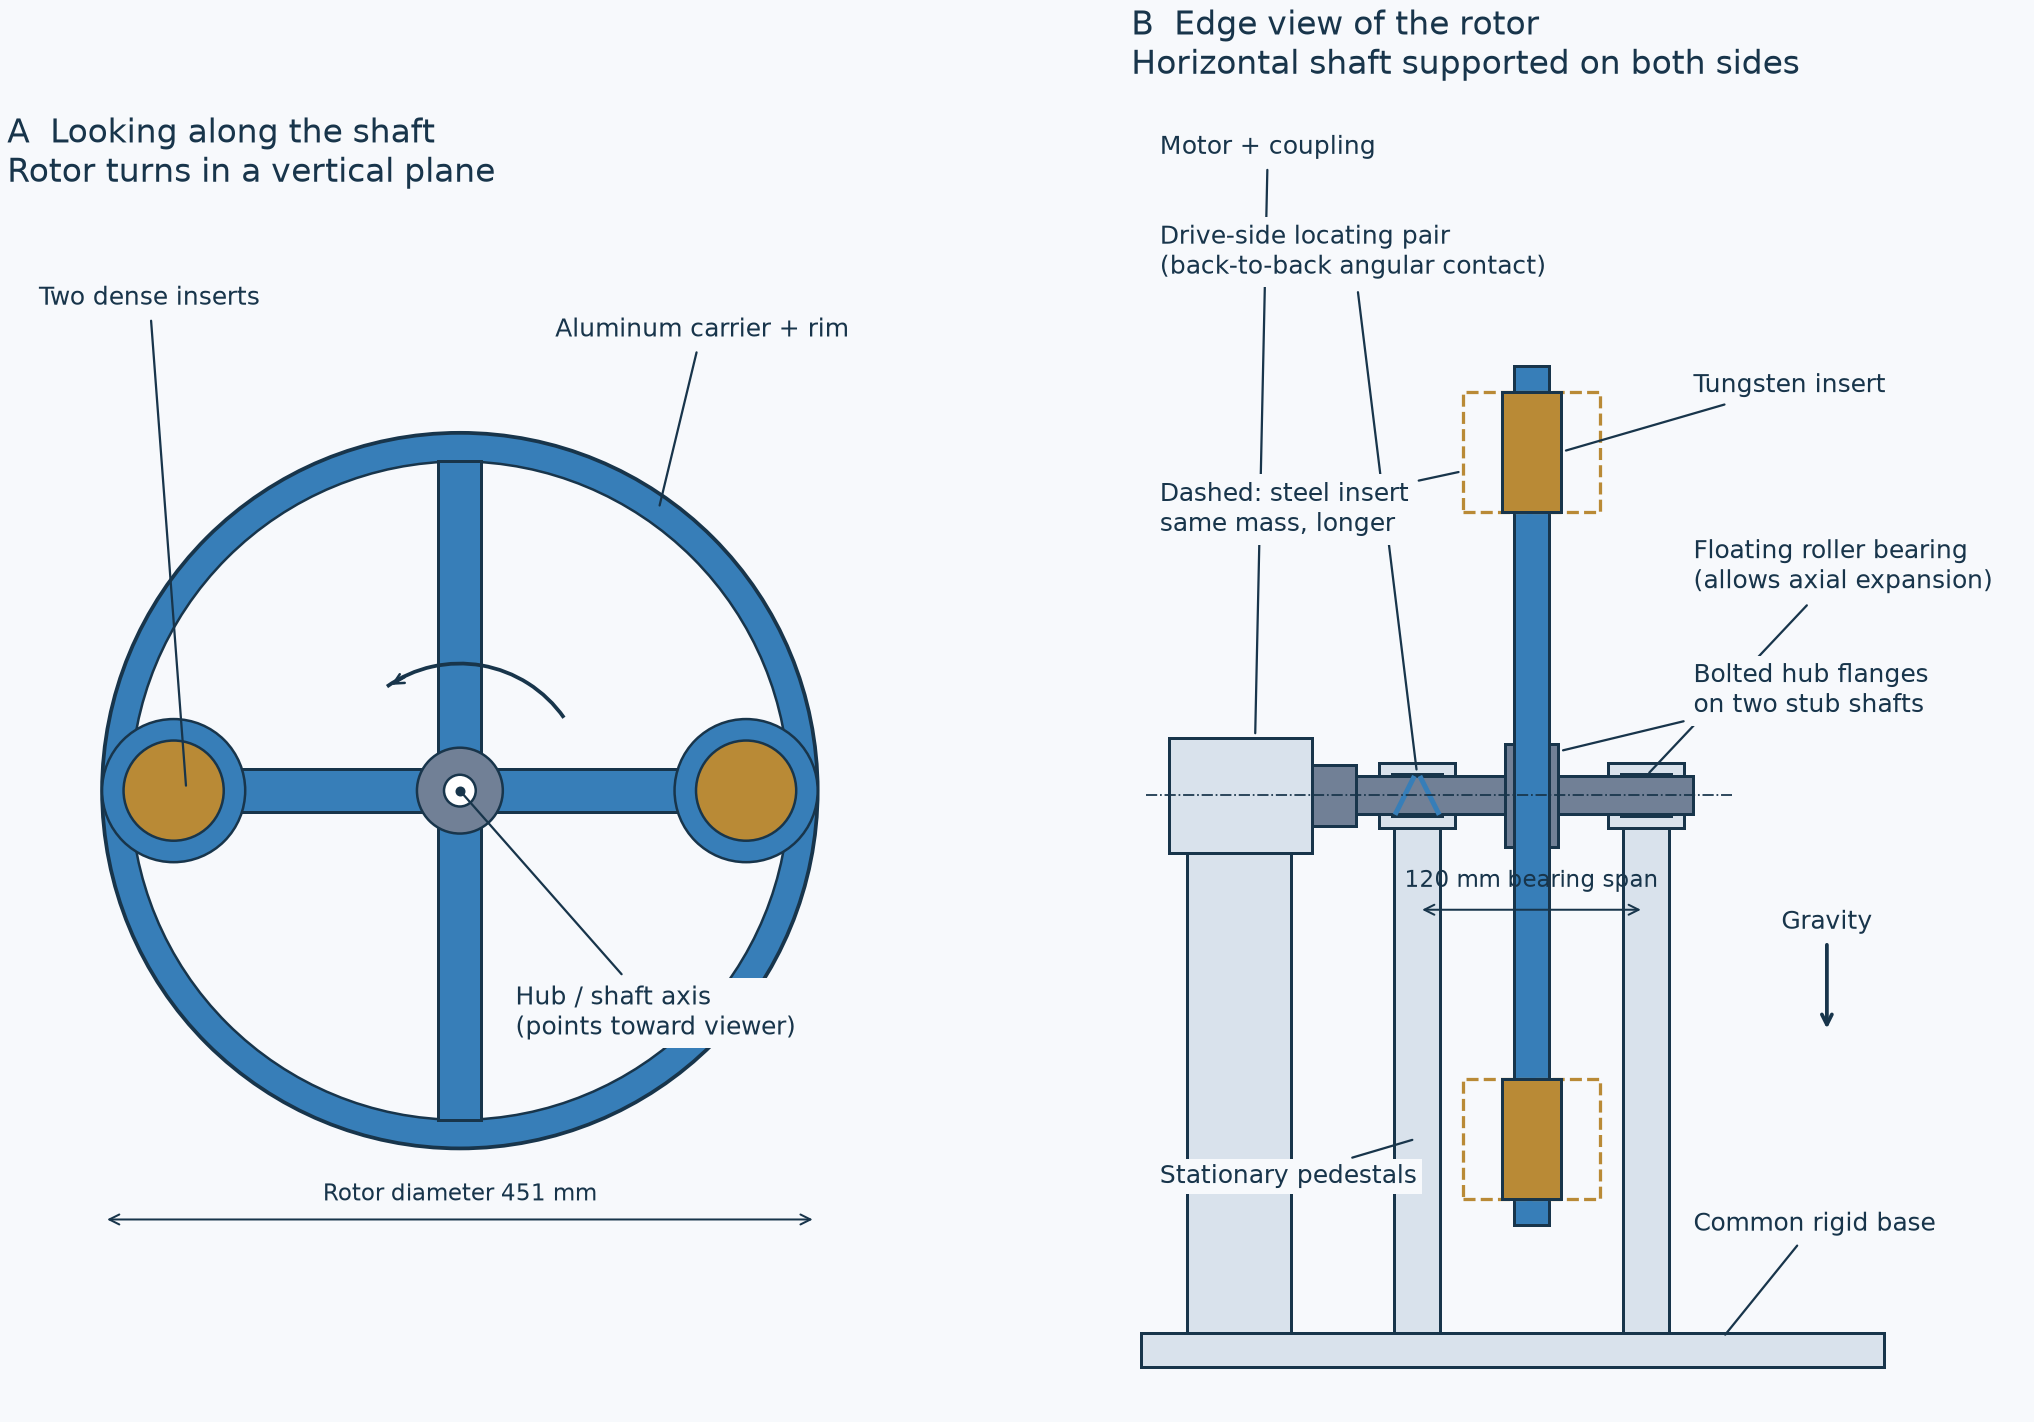 A  Looking along the shaft
Rotor turns in a vertical plane
Two dense inserts
Aluminum carrier + rim
Hub / shaft axis
(points toward viewer)
Rotor diameter 451 mm
B  Edge view of the rotor
Horizontal shaft supported on both sides
Motor + coupling
Drive-side locating pair
(back-to-back angular contact)
Tungsten insert
Dashed: steel insert
same mass, longer
Floating roller bearing
(allows axial expansion)
Bolted hub flanges
on two stub shafts
120 mm bearing span
Gravity
Stationary pedestals
Common rigid base